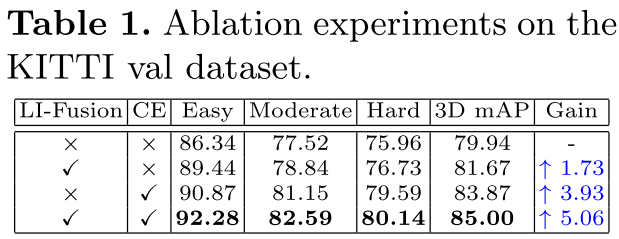 Table 1. Ablation experiments on the
KITTI val dataset.
LI-Fusion CE Easy Moderate Hard 3D mAP Gain
× × 86.34 77.52 75.96 79.94 -
✓ × 89.44 78.84 76.73 81.67 ↑ 1.73
× ✓ 90.87 81.15 79.59 83.87 ↑ 3.93
✓ ✓ 92.28 82.59 80.14 85.00 ↑ 5.06